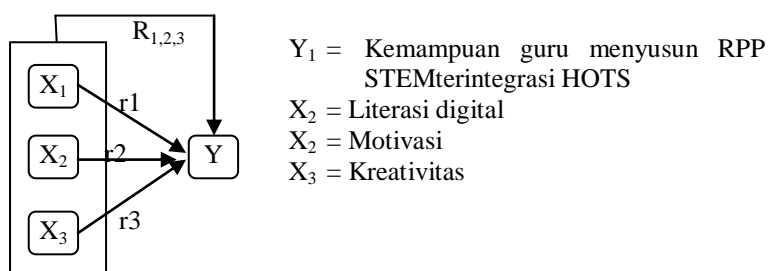 R1,2,3
X1
r1
X2
r2
Y
X3
r3
Y1 = Kemampuan guru menyusun RPP
STEMterintegrasi HOTS
X2 = Literasi digital
X2 = Motivasi
X3 = Kreativitas